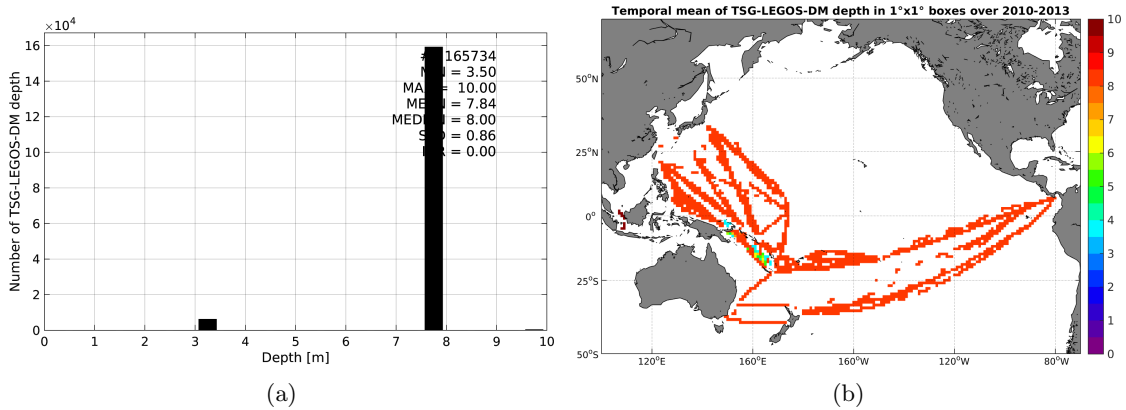 ×10⁴
16
14
12
10
8
6
4
2
0
Number of TSG-LEGOS-DM depth
165734
= 3.50
= 10.00
= 7.84
= 8.00
= 0.86
= 0.00
0 1 2 3 4 5 6 7 8 9 10
Depth [m]
(a)
Temporal mean of TSG-LEGOS-DM depth in 1°x1° boxes over 2010-2013
50°N
25°N
0°
25°S
50°S
120°E 160°E 160°W 120°W 80°W
10
9
8
7
6
5
4
3
2
1
0
(b)